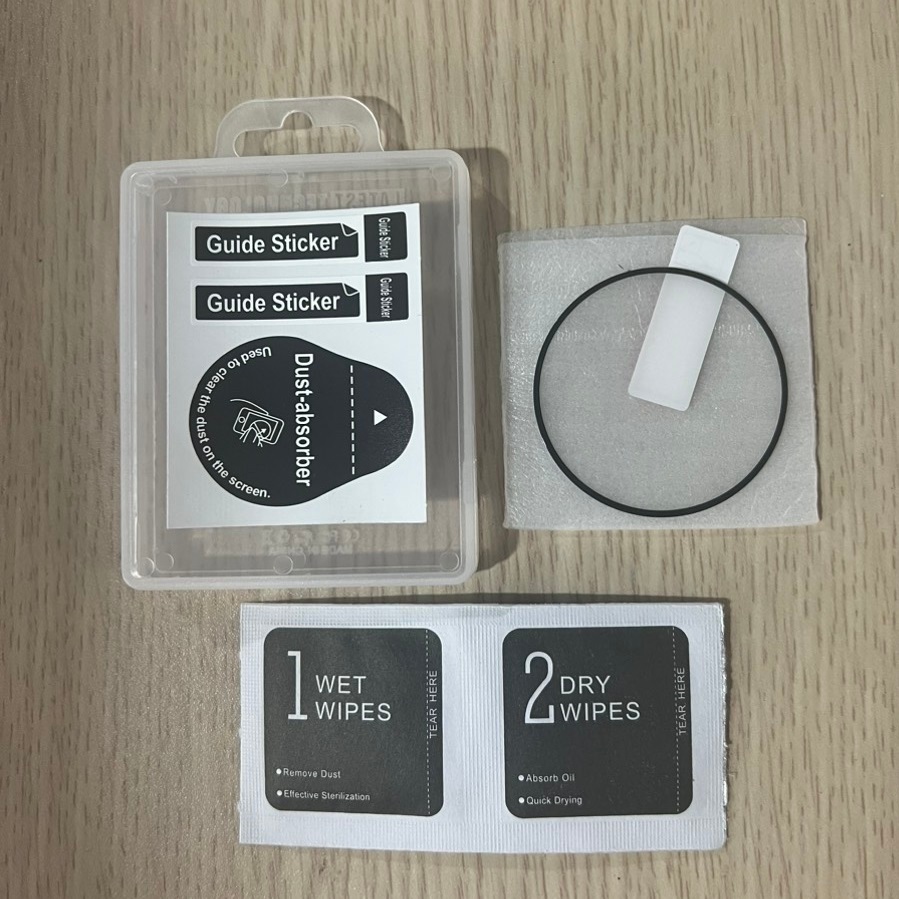 Guide Sticker
Guide Sticker
Guide Sticker
Guide Sticker
Dust-absorber
Used to clear the dust on the screen.
1 WET
WIPES
TEAR HERE
Remove Dust
Effective Sterilization
2 DRY
WIPES
TEAR HERE
Absorb Oil
Quick Drying